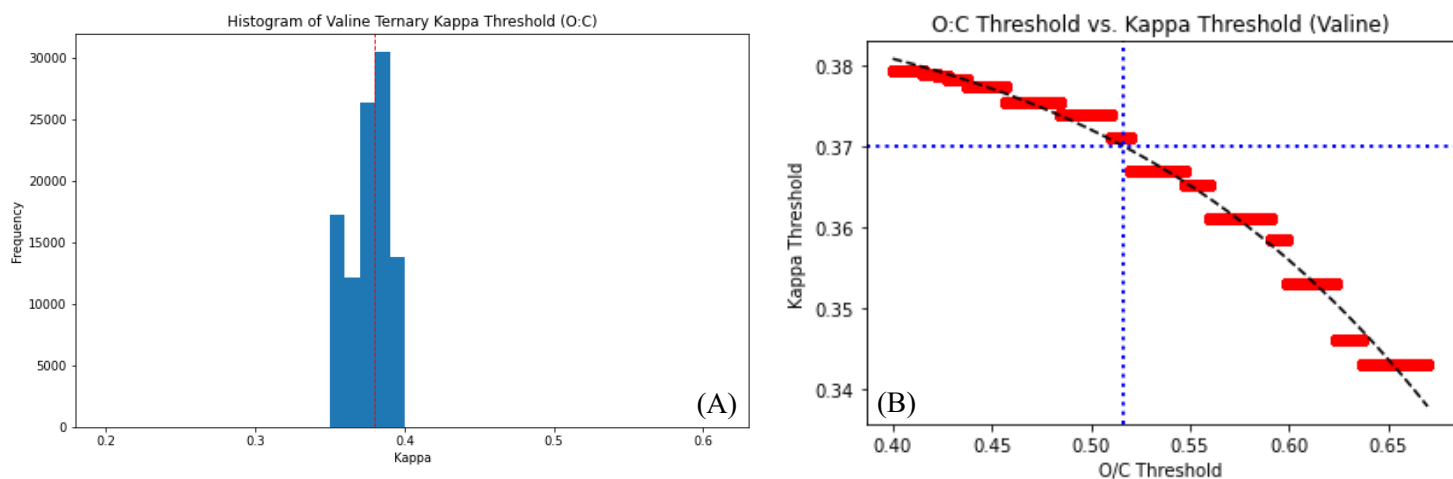 Histogram of Valine Ternary Kappa Threshold (O:C)
30000
25000
20000
15000
10000
5000
0
Frequency
0.2
0.3
0.4
0.5
0.6
Kappa
(A)
O:C Threshold vs. Kappa Threshold (Valine)
0.38
0.37
0.36
0.35
0.34
Kappa Threshold
0.40
0.45
0.50
0.55
0.60
0.65
O/C Threshold
(B)